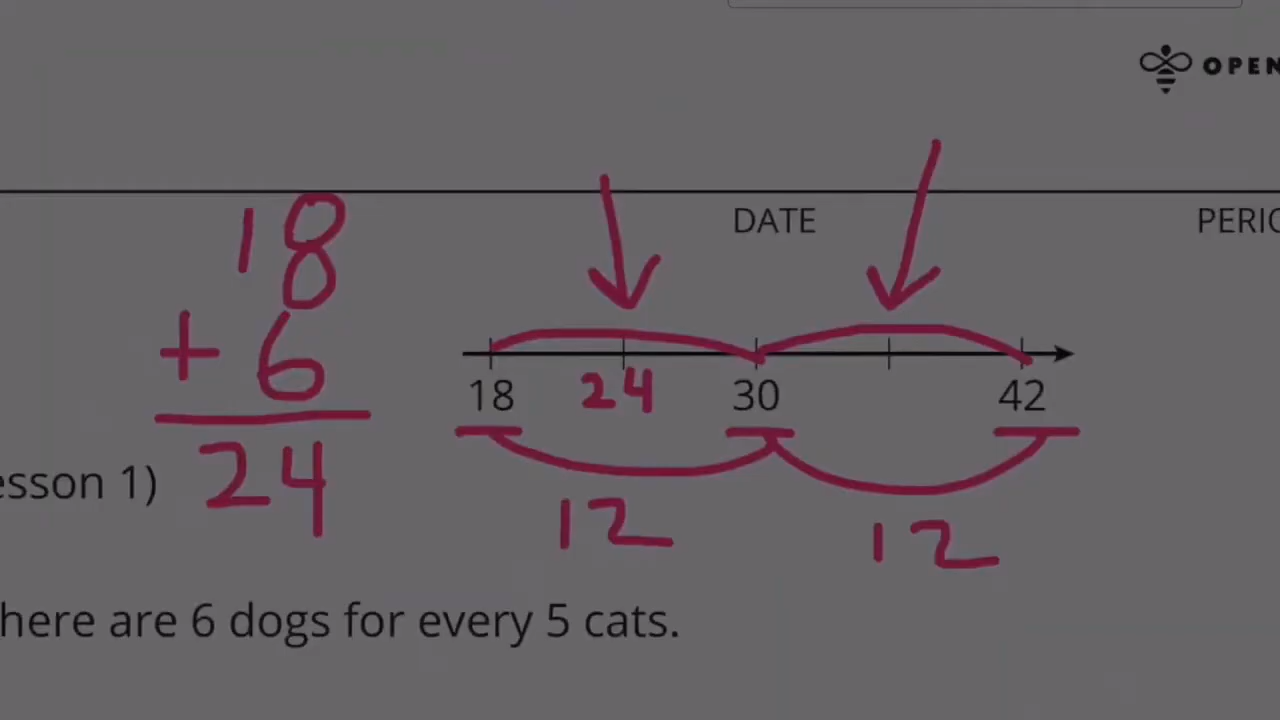 OPEN
DATE PERIO
18
+ 6
24
18 24 30 42
12 12
esson 1)
here are 6 dogs for every 5 cats.